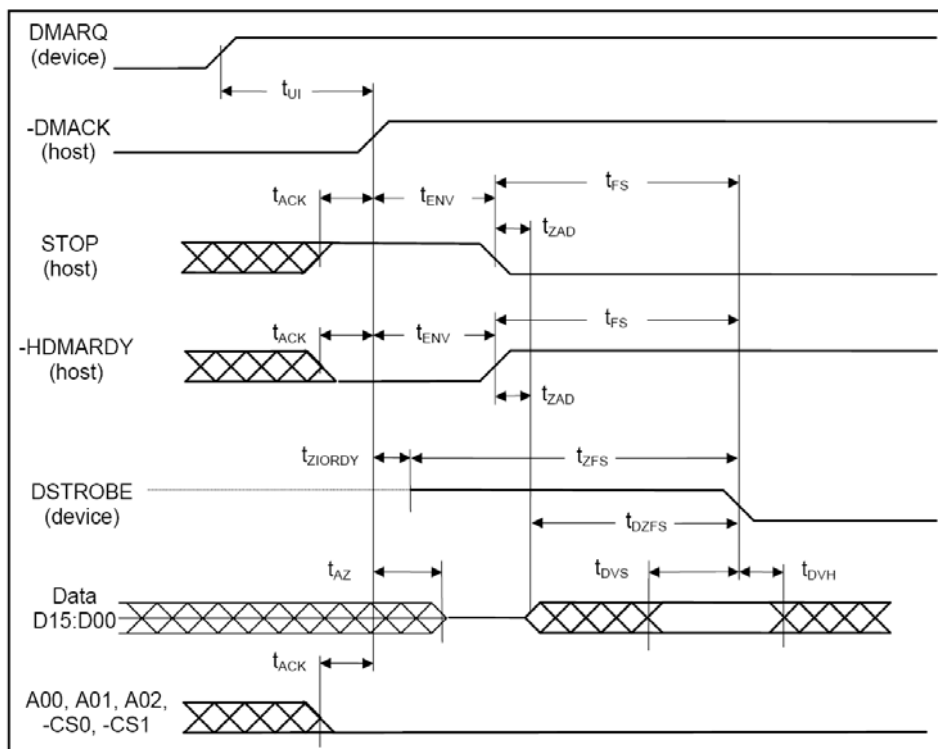 DMARQ
(device)
tUI
-DMACK
(host)
tACK
tENV
tFS
tZAD
STOP
(host)
tACK
tENV
tFS
-HDMARDY
(host)
tZAD
tZIORDY
tZFS
DSTROBE
(device)
tDZFS
tAZ
tDVS
tDVH
Data
D15:D00
tACK
A00, A01, A02,
-CS0, -CS1